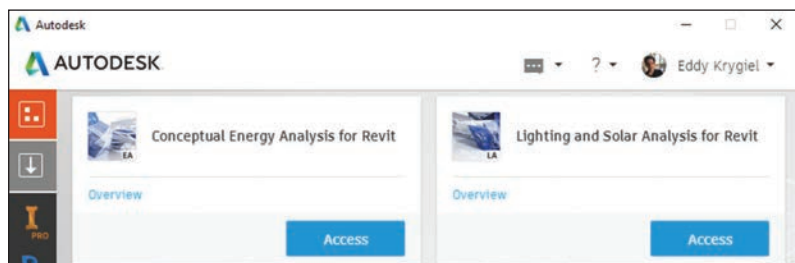 Autodesk
AUTODESK
? Eddy Krygiel
Conceptual Energy Analysis for Revit
EA
Lighting and Solar Analysis for Revit
LA
Overview
Overview
I
PRO
Access
Access